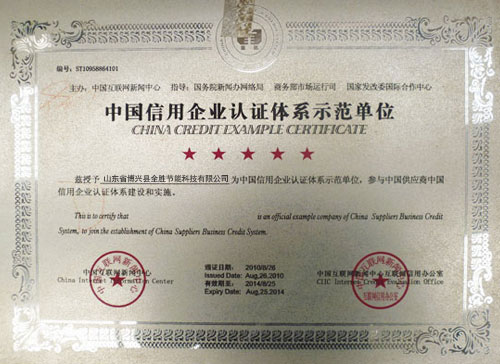 编号：ST10958864101
主办：中国互联网新闻中心 指导：国务院新闻办网络局 商务部市场运行司 国家发改委国际合作中心
中国信用企业认证体系示范单位
CHINA CREDIT EXAMPLE CERTIFICATE
兹授予 山东省博兴县全胜节能科技有限公司 为中国信用企业认证体系示范单位，参与中国供应商中国
信用企业认证体系建设和实施。
This is to certify that is an official example company of China Suppliers Business Credit
System, to join the establishment of China Suppliers Business Credit System.
中国互联网新闻中心
China Internet Information Center
颁证日期： 2010/8/26
Issued Date: Aug,26,2010
有效期至： 2014/8/25
Expiry Date: Aug,25,2014
中国互联网新闻中心互联网信用办公室
CIIC Internet Credit Evaluation Office